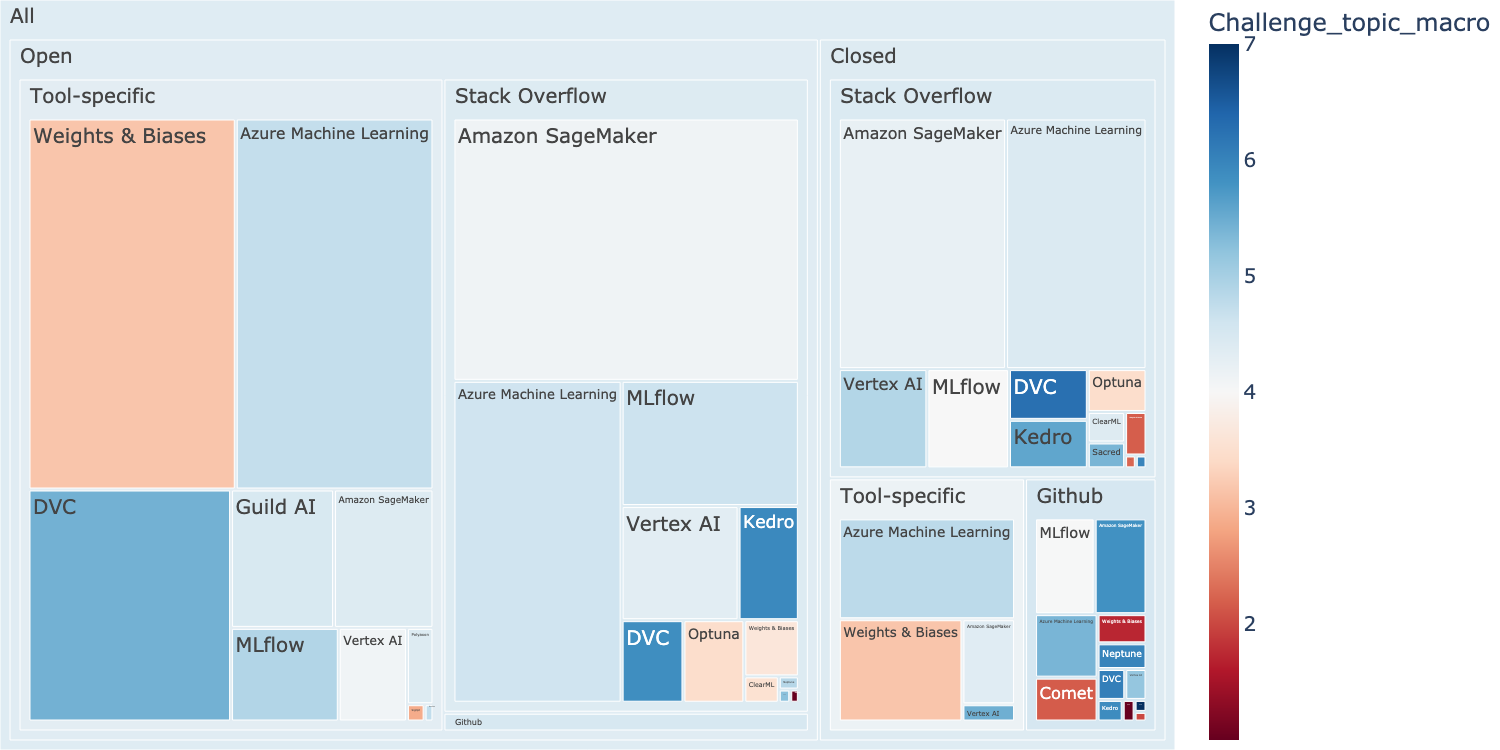 All
Open
Tool-specific
Weights & Biases
Azure Machine Learning
DVC
Guild AI
Amazon SageMaker
MLflow
Vertex AI
Polyaxon
Stack Overflow
Amazon SageMaker
Azure Machine Learning
MLflow
Vertex AI
Kedro
DVC
Optuna
Weights & Biases
ClearML
Github
Closed
Stack Overflow
Amazon SageMaker
Azure Machine Learning
Vertex AI
MLflow
DVC
Kedro
Optuna
ClearML
Sacred
Tool-specific
Azure Machine Learning
Weights & Biases
Amazon SageMaker
Vertex AI
Github
MLflow
Amazon SageMaker
Azure Machine Learning
Weights & Biases
Neptune
Comet
DVC
Kedro
Challenge_topic_macro
7
6
5
4
3
2